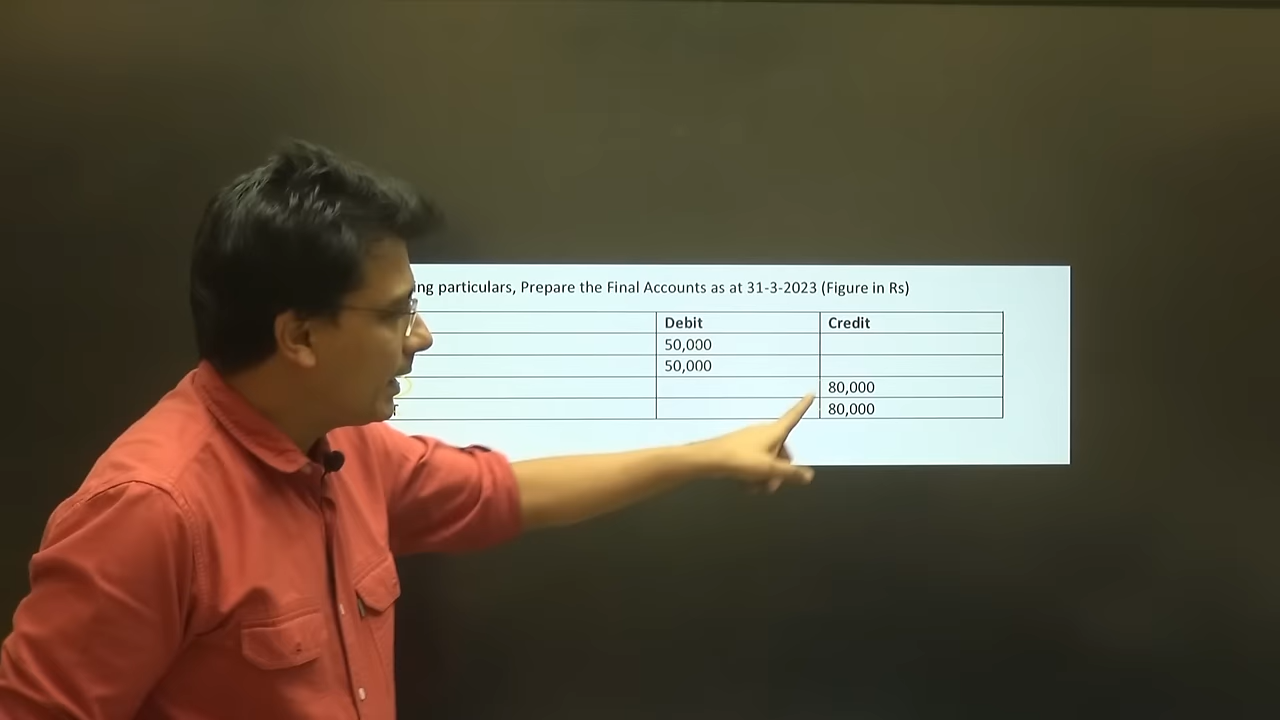 ing particulars, Prepare the Final Accounts as at 31-3-2023 (Figure in Rs)
Debit Credit
50,000
50,000
80,000
80,000